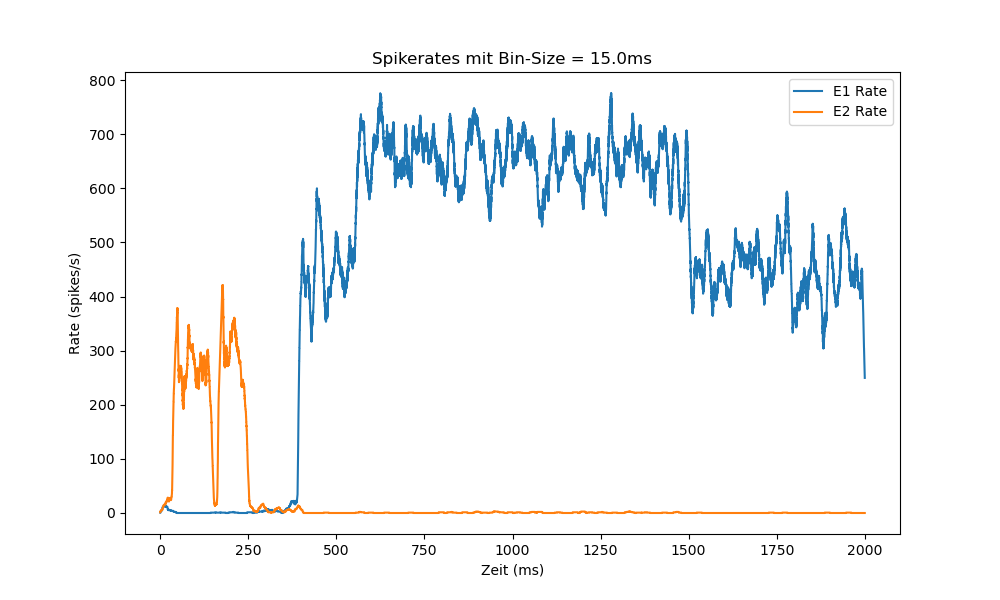 Spikerates mit Bin-Size = 15.0ms
800
700
600
500
400
300
200
100
0
Rate (spikes/s)
E1 Rate
E2 Rate
0 250 500 750 1000 1250 1500 1750 2000
Zeit (ms)